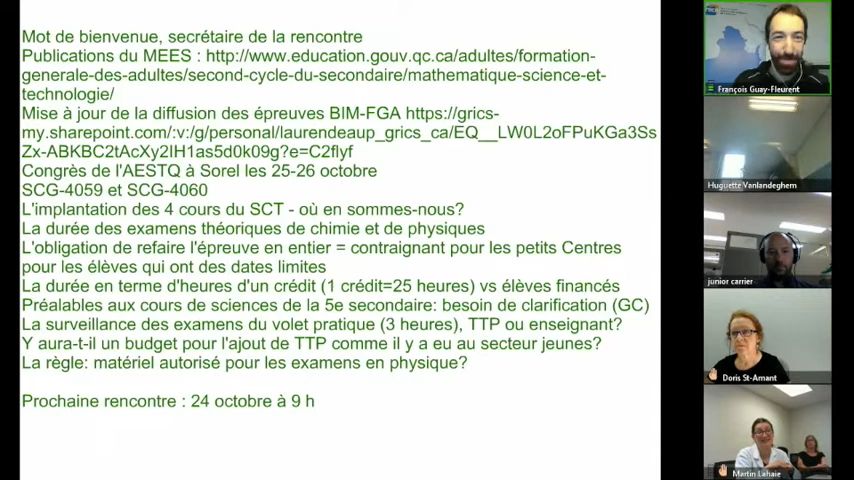 Mot de bienvenue, secrétaire de la rencontre
Publications du MEES : http://www.education.gouv.qc.ca/adultes/formation-
generale-des-adultes/second-cycle-du-secondaire/mathematique-science-et-
technologie/
Mise à jour de la diffusion des épreuves BIM-FGA https://grics-
my.sharepoint.com/:v:/g/personal/laurendeaup_grics_ca/EQ__LW0L2oFPuKGa3Ss
Zx-ABKBC2tAcXy2IH1as5d0k09g?e=C2flyf
Congrès de l'AESTQ à Sorel les 25-26 octobre
SCG-4059 et SCG-4060
L'implantation des 4 cours du SCT - où en sommes-nous?
La durée des examens théoriques de chimie et de physiques
L'obligation de refaire l'épreuve en entier = contraignant pour les petits Centres
pour les élèves qui ont des dates limites
La durée en terme d'heures d'un crédit (1 crédit=25 heures) vs élèves financés
Préalables aux cours de sciences de la 5e secondaire: besoin de clarification (GC)
La surveillance des examens du volet pratique (3 heures), TTP ou enseignant?
Y aura-t-il un budget pour l'ajout de TTP comme il y a eu au secteur jeunes?
La règle: matériel autorisé pour les examens en physique?
Prochaine rencontre : 24 octobre à 9 h
François Guay-Fleurent
Huguette Vanlandeghem
junior carrier
Doris St-Amant
Martin Lahaie